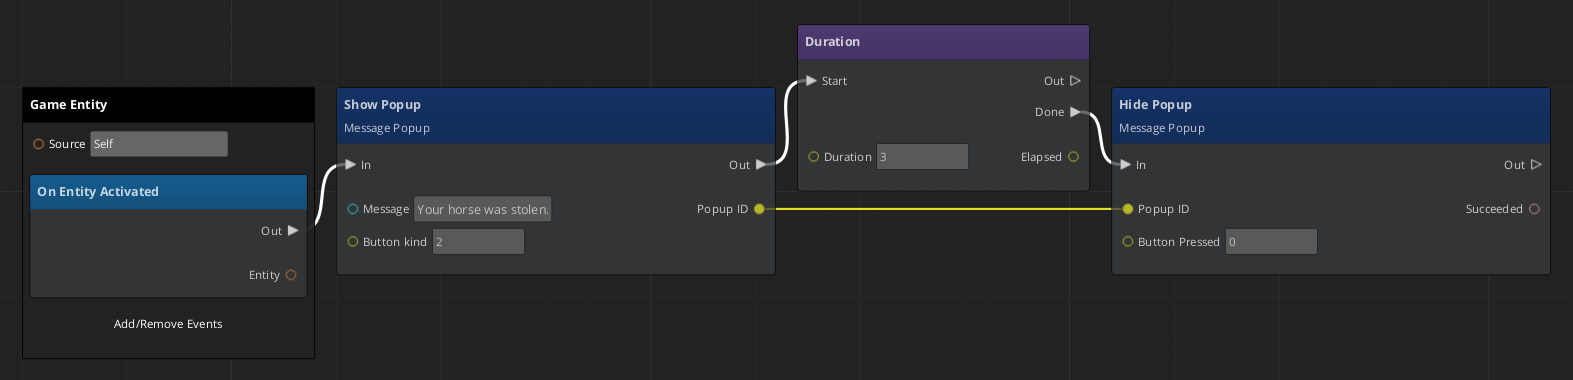 Game Entity
Source Self
On Entity Activated
Out
Entity
Add/Remove Events
Show Popup
Message Popup
In Out
Message Your horse was stolen. Popup ID
Button kind 2
Duration
Start Out
Done
Duration 3 Elapsed
Hide Popup
Message Popup
In Out
Popup ID Succeeded
Button Pressed 0